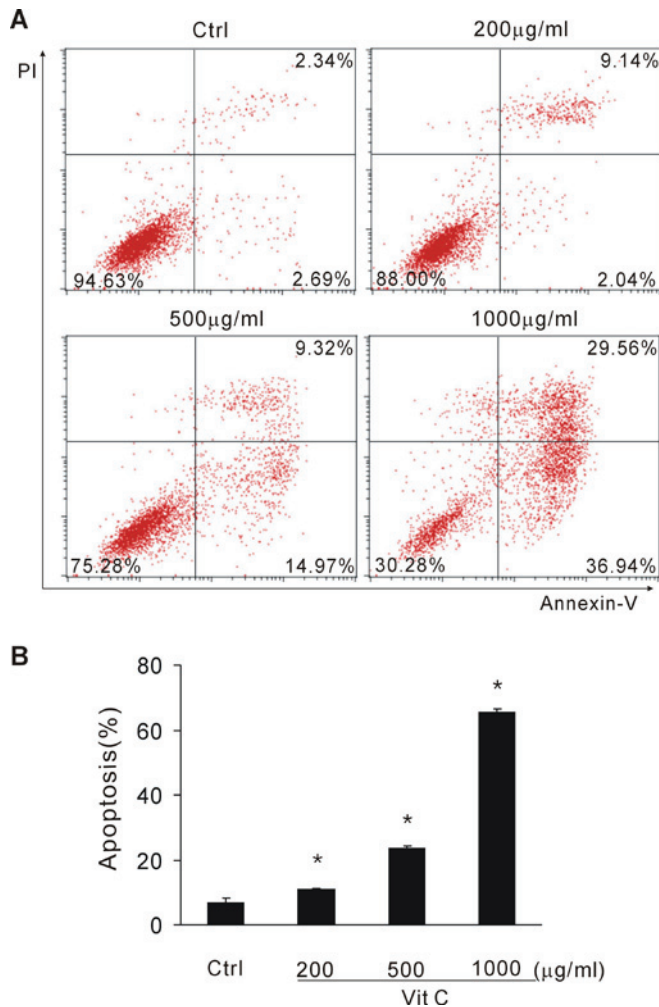 A
Ctrl
200μg/ml
PI
2.34%
9.14%
94.63%
2.69%
88.00%
2.04%
500μg/ml
1000μg/ml
9.32%
29.56%
75.28%
14.97%
30.28%
36.94%
Annexin-V
B
Apoptosis(%)
80
60
40
20
0
*
*
*
Ctrl
200
500
1000
(μg/ml)
Vit C